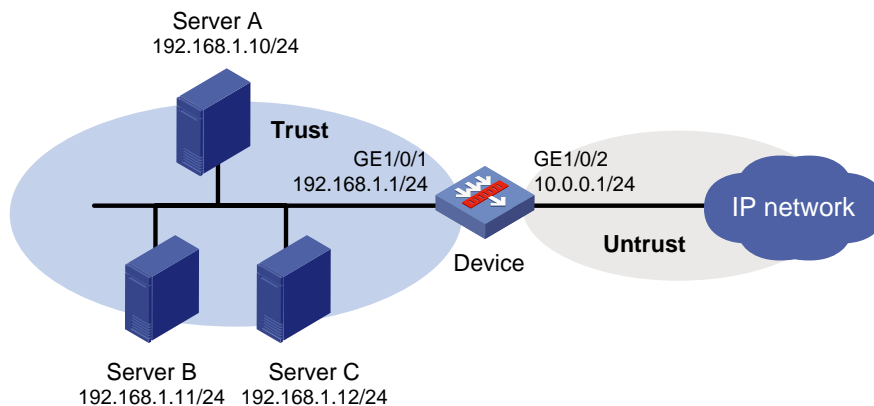 Server A
192.168.1.10/24
Trust
GE1/0/1
192.168.1.1/24
GE1/0/2
10.0.0.1/24
IP network
Untrust
Device
Server B
192.168.1.11/24
Server C
192.168.1.12/24